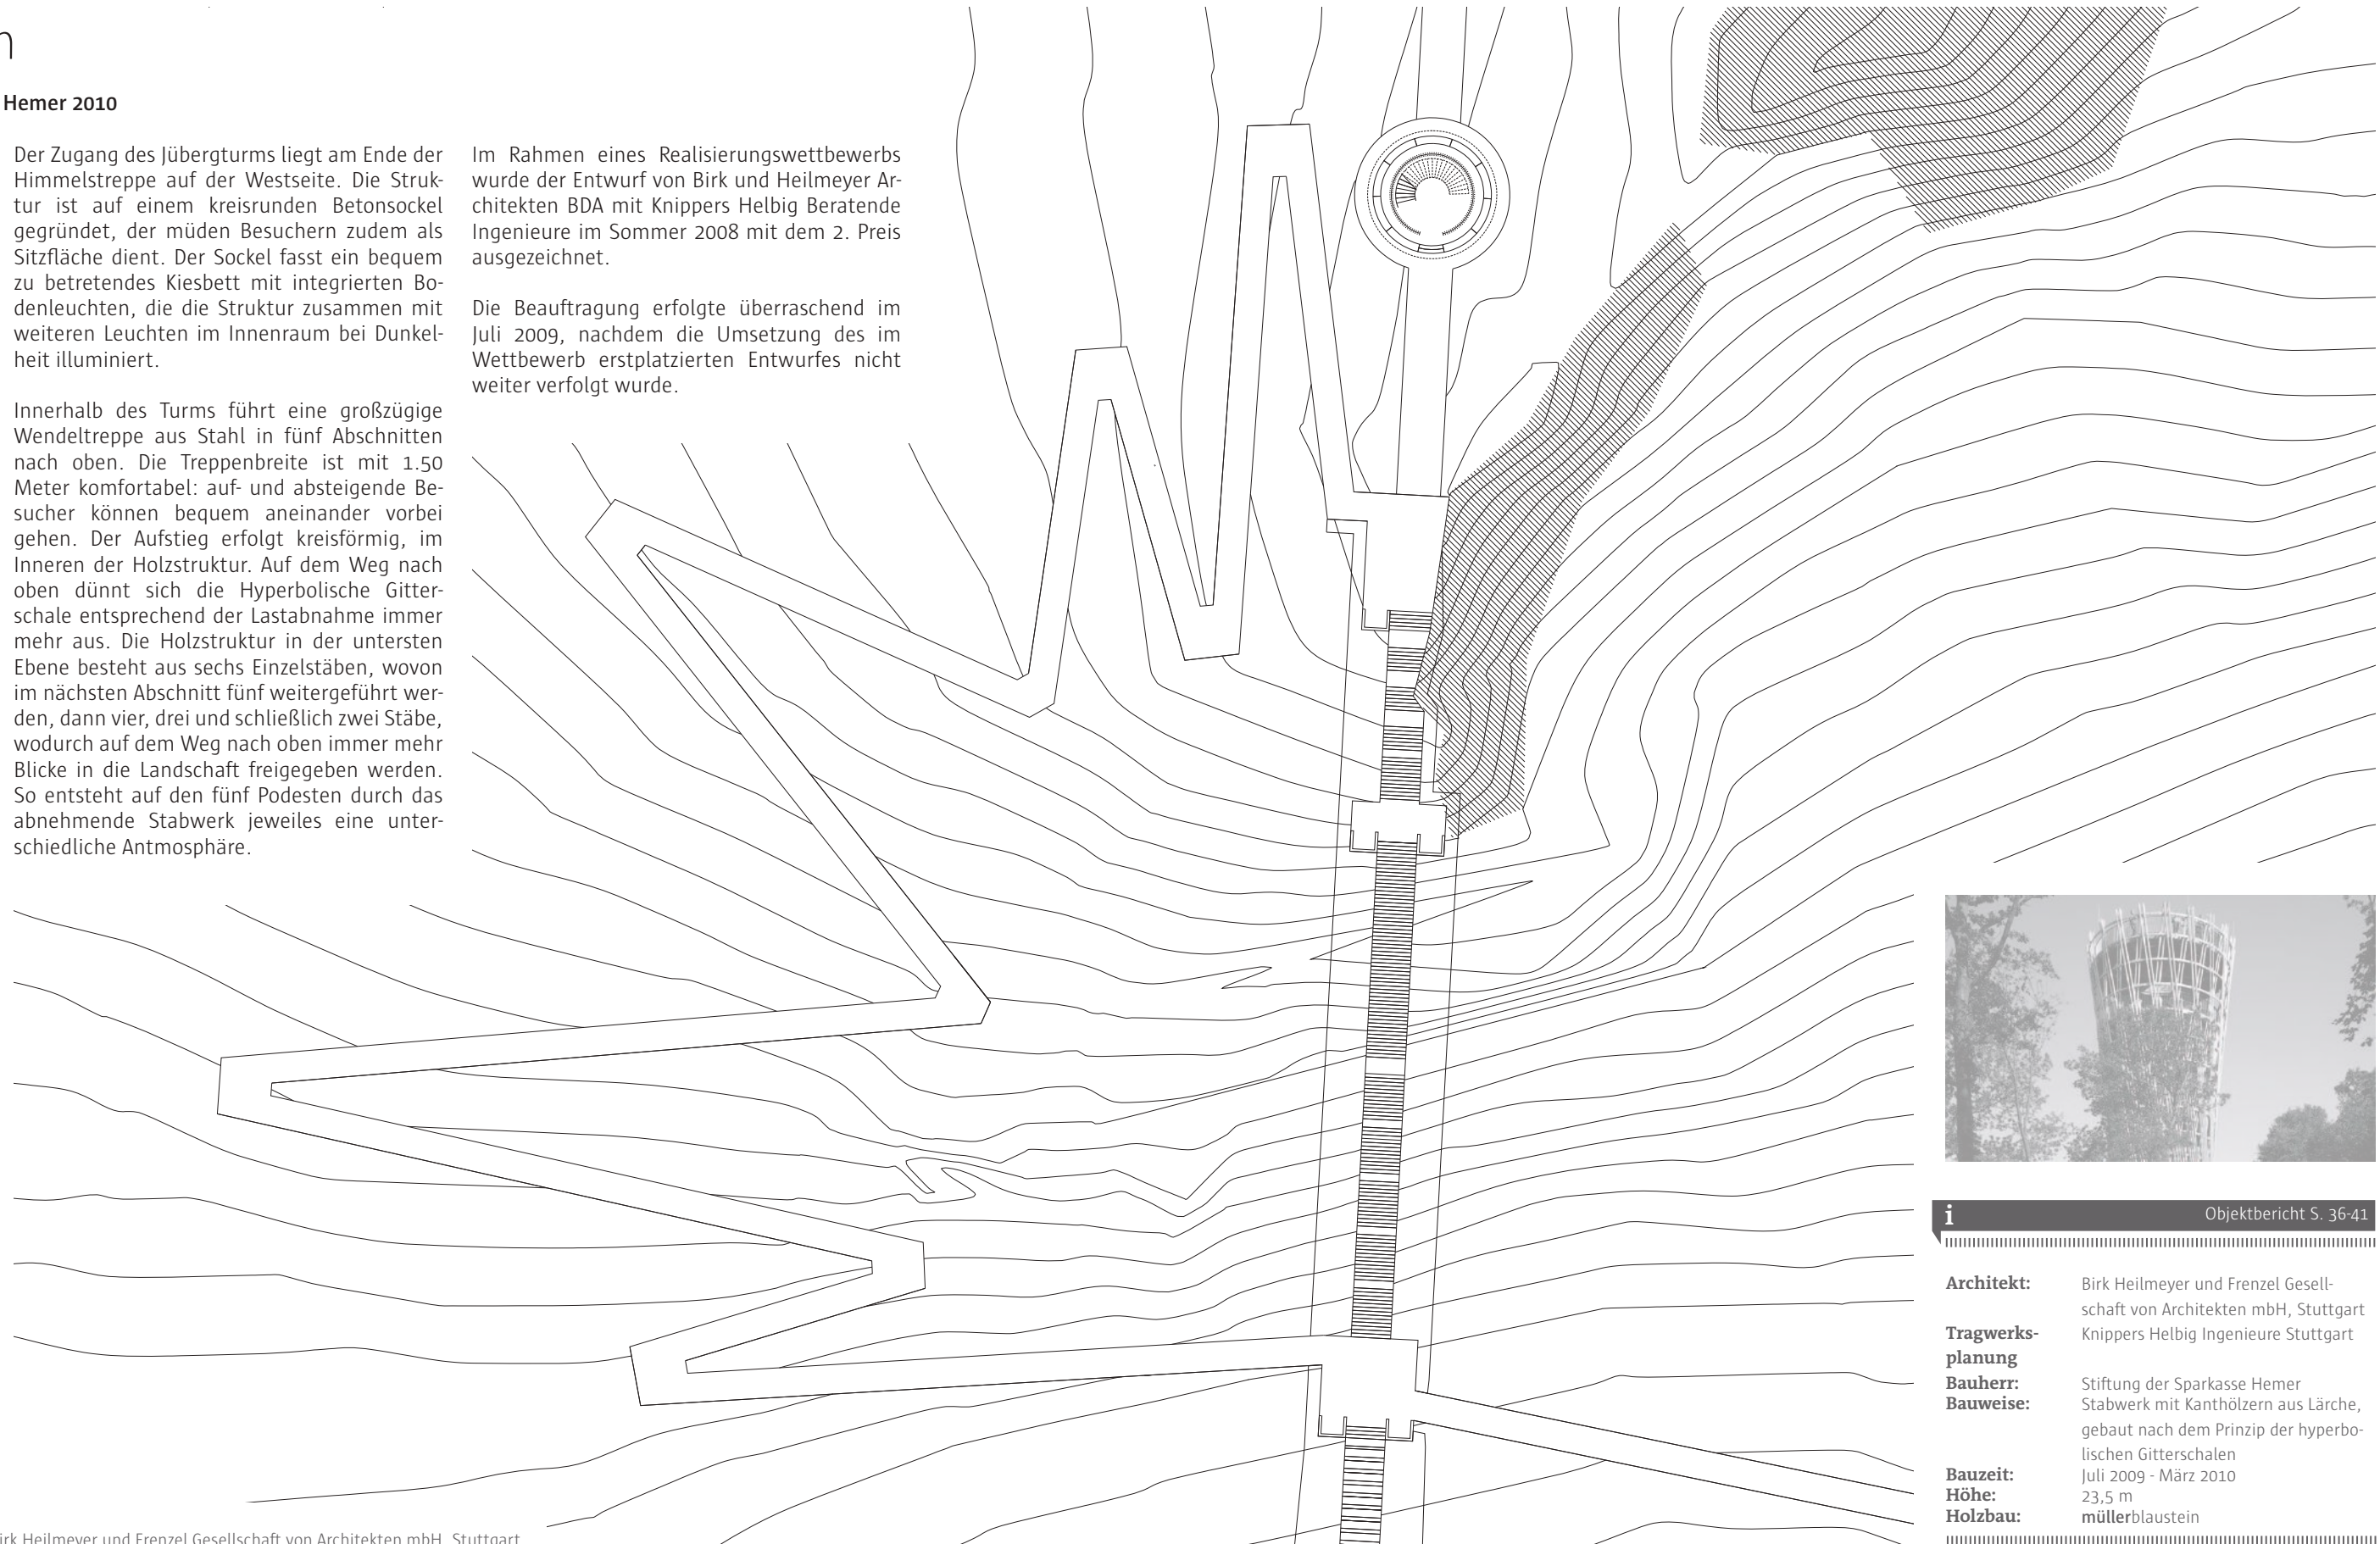 n
Hemer 2010
Der Zugang des Jübergturms liegt am Ende der
Himmelstreppe auf der Westseite. Die Struk-
tur ist auf einem kreisrunden Betonsockel
gegründet, der müden Besuchern zudem als
Sitzfläche dient. Der Sockel fasst ein bequem
zu betretendes Kiesbett mit integrierten Bo-
denleuchten, die die Struktur zusammen mit
weiteren Leuchten im Innenraum bei Dunkel-
heit illuminiert.
Innerhalb des Turms führt eine großzügige
Wendeltreppe aus Stahl in fünf Abschnitten
nach oben. Die Treppenbreite ist mit 1.50
Meter komfortabel: auf- und absteigende Be-
sucher können bequem aneinander vorbei
gehen. Der Aufstieg erfolgt kreisförmig, im
Inneren der Holzstruktur. Auf dem Weg nach
oben dünnt sich die Hyperbolische Gitter-
schale entsprechend der Lastabnahme immer
mehr aus. Die Holzstruktur in der untersten
Ebene besteht aus sechs Einzelstäben, wovon
im nächsten Abschnitt fünf weitergeführt wer-
den, dann vier, drei und schließlich zwei Stäbe,
wodurch auf dem Weg nach oben immer mehr
Blicke in die Landschaft freigegeben werden.
So entsteht auf den fünf Podesten durch das
abnehmende Stabwerk jeweiles eine unter-
schiedliche Antmosphäre.
Im Rahmen eines Realisierungswettbewerbs
wurde der Entwurf von Birk und Heilmeyer Ar-
chitekten BDA mit Knippers Helbig Beratende
Ingenieure im Sommer 2008 mit dem 2. Preis
ausgezeichnet.
Die Beauftragung erfolgte überraschend im
Juli 2009, nachdem die Umsetzung des im
Wettbewerb erstplatzierten Entwurfes nicht
weiter verfolgt wurde.
i Objektbericht S. 36-41
Architekt: Birk Heilmeyer und Frenzel Gesell-
schaft von Architekten mbH, Stuttgart
Tragwerks- Knippers Helbig Ingenieure Stuttgart
planung
Bauherr: Stiftung der Sparkasse Hemer
Bauweise: Stabwerk mit Kanthölzern aus Lärche,
gebaut nach dem Prinzip der hyperbo-
lischen Gitterschalen
Bauzeit: Juli 2009 - März 2010
Höhe: 23,5 m
Holzbau: müllerblaustein
irk Heilmeyer und Frenzel Gesellschaft von Architekten mbH, Stuttgart